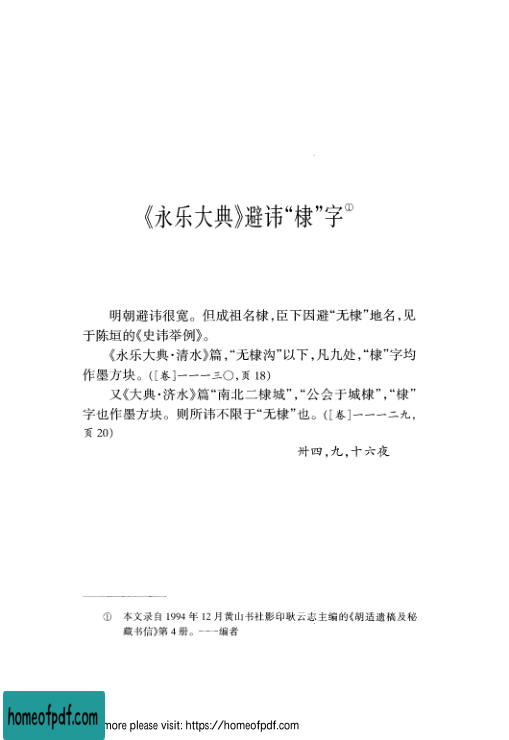 《永乐大典》避讳“棣”字①
明朝避讳很宽。但成祖名棣,臣下因避“无棣”地名,见
于陈垣的《史讳举例》。
《永乐大典·清水》篇,“无棣沟”以下,凡九处,“棣”字均
作墨方块。([卷]一一一三〇,页18)
又《大典·济水》篇“南北二棣城”,“公会于城棣”,“棣”
字也作墨方块。则所讳不限于“无棣”也。([卷]一一一二九,
页20)
卅四,九,十六夜
① 本文录自1994年12月黄山书社影印耿云志主编的《胡适遗稿及秘
藏书信》第4册。---编者
homeofpdf.com
more please visit: https://homeofpdf.com